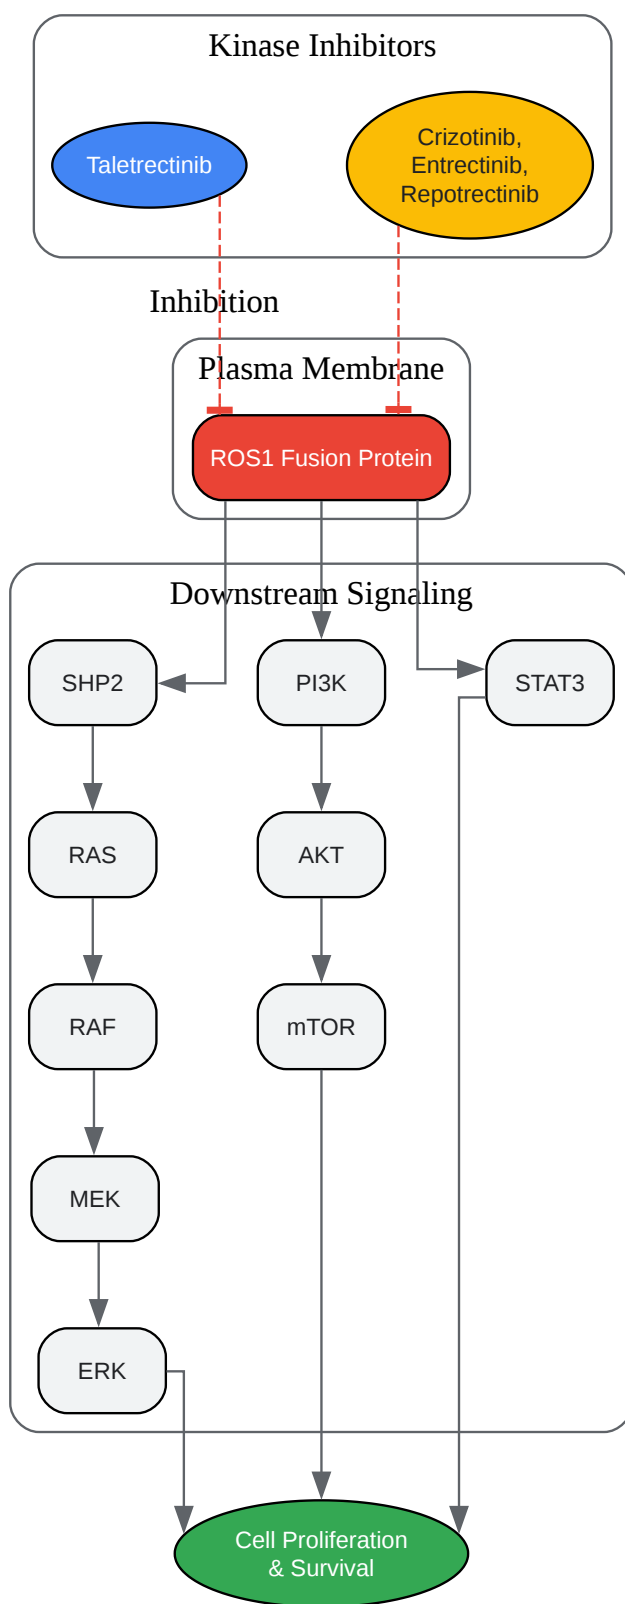 Kinase Inhibitors
Taletrectinib
Crizotinib,
Entrectinib,
Repotrectinib
Inhibition
Plasma Membrane
ROS1 Fusion Protein
Downstream Signaling
SHP2
PI3K
STAT3
RAS
AKT
RAF
mTOR
MEK
ERK
Cell Proliferation
& Survival